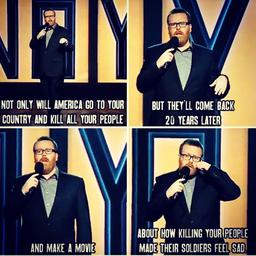 NOT ONLY WILL AMERICA GO TO YOUR
COUNTRY AND KILL ALL YOUR PEOPLE
BUT THEY'LL COME BACK
20 YEARS LATER
AND MAKE A MOVIE
ABOUT HOW KILLING YOUR PEOPLE
MADE THEIR SOLDIERS FEEL SAD.